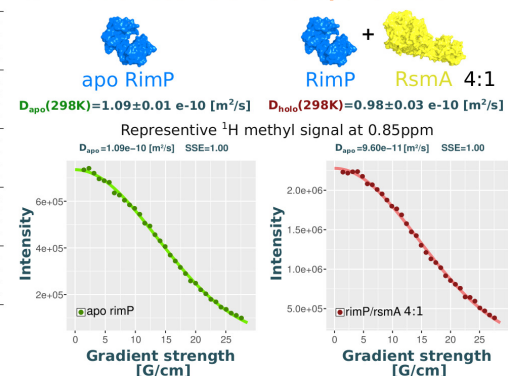 +
apo RimP
RimP RsmA 4:1
Dapo(298K)=1.09±0.01 e-10 [m²/s] Dholo(298K)=0.98±0.03 e-10 [m²/s]
Representive ¹H methyl signal at 0.85ppm
Dapo=1.09e−10 [m²/s] SSE=1.00
Dapo=9.60e−11 [m²/s] SSE=1.00
Intensity
6e+05
4e+05
2e+05
apo rimP
0 5 10 15 20 25
Gradient strength
[G/cm]
Intensity
2.0e+06
1.5e+06
1.0e+06
5.0e+05
rimP/rsmA 4:1
0 5 10 15 20 25
Gradient strength
[G/cm]